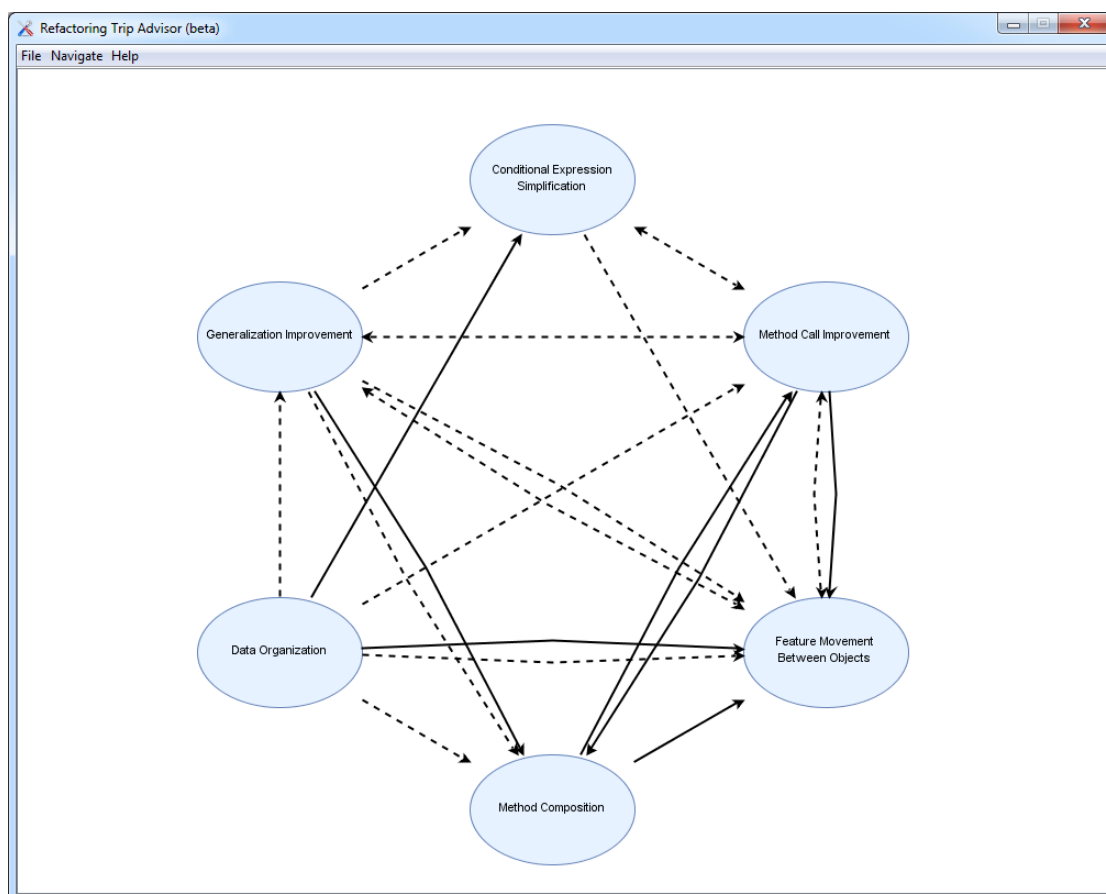 Refactoring Trip Advisor (beta)
File Navigate Help
Conditional Expression
Simplification
Generalization Improvement
Method Call Improvement
Data Organization
Feature Movement
Between Objects
Method Composition